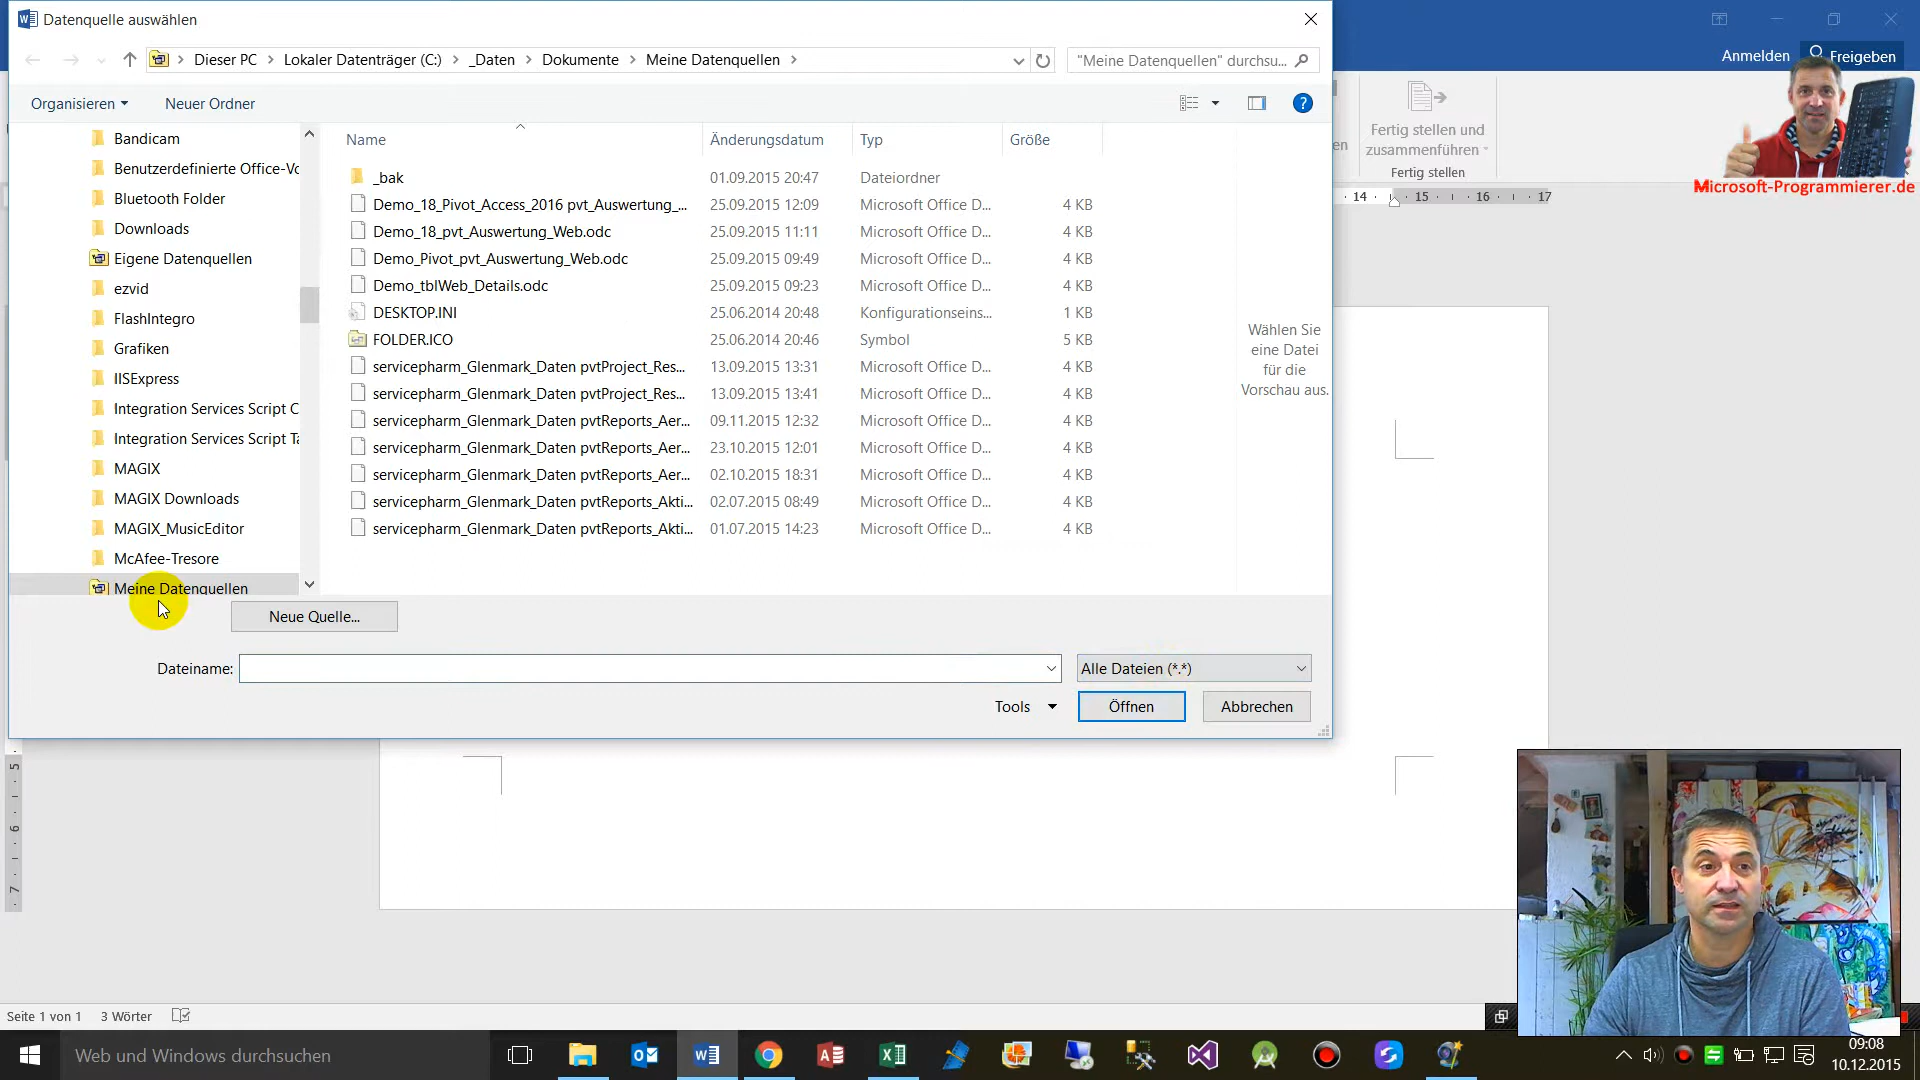 Datenquelle auswählen
Dieser PC > Lokaler Datenträger (C:) > _Daten > Dokumente > Meine Datenquellen >
"Meine Datenquellen" durchsu...
Anmelden
Freigeben
Organisieren
Neuer Ordner
Bandicam
Benutzerdefinierte Office-Vo
Bluetooth Folder
Downloads
Eigene Datenquellen
ezvid
FlashIntegro
Grafiken
IISExpress
Integration Services Script C
Integration Services Script Ta
MAGIX
MAGIX Downloads
MAGIX_MusicEditor
McAfee-Tresore
Meine Datenquellen
Name Änderungsdatum Typ Größe
_bak 01.09.2015 20:47 Dateiordner
Demo_18_Pivot_Access_2016 pvt_Auswertung_... 25.09.2015 12:09 Microsoft Office D... 4 KB
Demo_18_pvt_Auswertung_Web.odc 25.09.2015 11:11 Microsoft Office D... 4 KB
Demo_Pivot_pvt_Auswertung_Web.odc 25.09.2015 09:49 Microsoft Office D... 4 KB
Demo_tblWeb_Details.odc 25.09.2015 09:23 Microsoft Office D... 4 KB
DESKTOP.INI 25.06.2014 20:48 Konfigurationseins... 1 KB
FOLDER.ICO 25.06.2014 20:46 Symbol 5 KB
servicepharm_Glenmark_Daten pvtProject_Res... 13.09.2015 13:31 Microsoft Office D... 4 KB
servicepharm_Glenmark_Daten pvtProject_Res... 13.09.2015 13:41 Microsoft Office D... 4 KB
servicepharm_Glenmark_Daten pvtReports_Aer... 09.11.2015 12:32 Microsoft Office D... 4 KB
servicepharm_Glenmark_Daten pvtReports_Aer... 23.10.2015 12:01 Microsoft Office D... 4 KB
servicepharm_Glenmark_Daten pvtReports_Aer... 02.10.2015 18:31 Microsoft Office D... 4 KB
servicepharm_Glenmark_Daten pvtReports_Akti... 02.07.2015 08:49 Microsoft Office D... 4 KB
servicepharm_Glenmark_Daten pvtReports_Akti... 01.07.2015 14:23 Microsoft Office D... 4 KB
Wählen Sie
eine Datei
für die
Vorschau aus.
Neue Quelle...
Dateiname:
Alle Dateien (*.*)
Tools
Öffnen
Abbrechen
en
Fertig stellen und
zusammenführen
Fertig stellen
Microsoft-Programmierer.de
14 15 16 17
5
6
7
Seite 1 von 1 3 Wörter
Web und Windows durchsuchen
09:08
10.12.2015